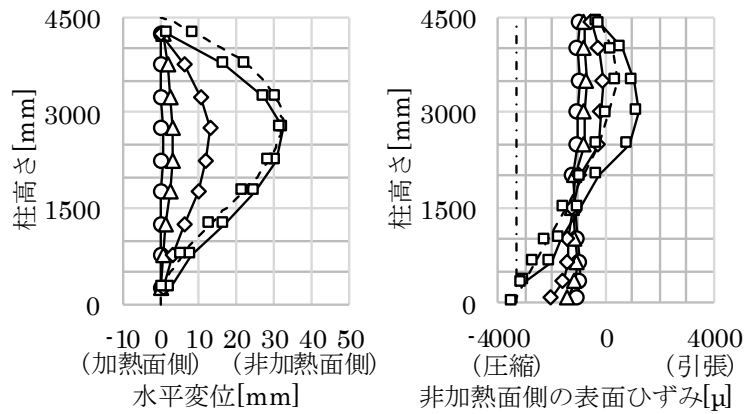 4500
3000
1500
0
柱高さ[mm]
-10 0 10 20 30 40 50
(加熱面側) (非加熱面側)
水平変位[mm]
4500
3000
1500
0
柱高さ[mm]
-4000 0 4000
(圧縮) (引張)
非加熱面側の表面ひずみ[μ]